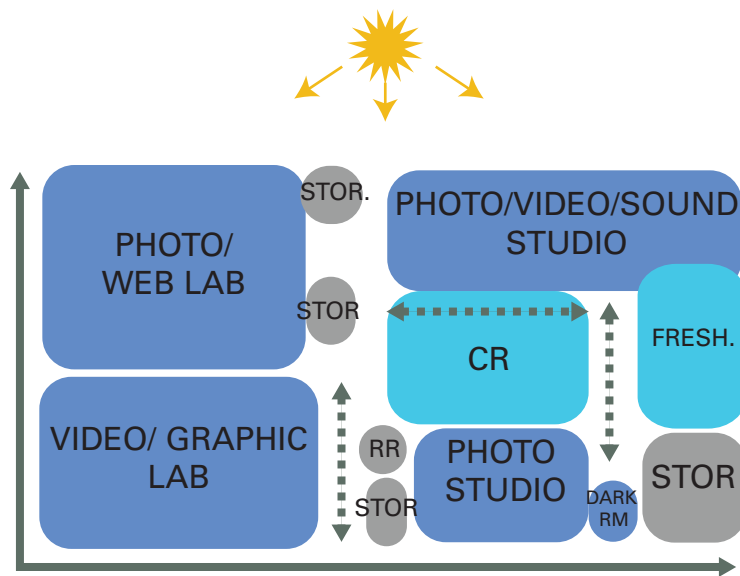 STOR.
PHOTO/VIDEO/SOUND
STUDIO
PHOTO/
WEB LAB
STOR
FRESH.
CR
VIDEO/ GRAPHIC
LAB
RR
PHOTO
STUDIO
STOR
DARK
RM
STOR